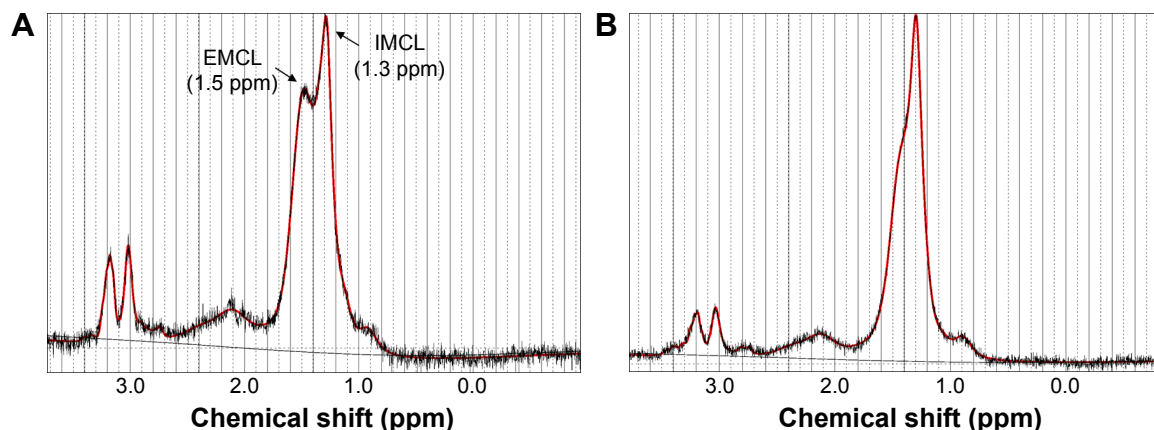 A
EMCL
(1.5 ppm)
IMCL
(1.3 ppm)
3.0 2.0 1.0 0.0
Chemical shift (ppm)
B
3.0 2.0 1.0 0.0
Chemical shift (ppm)